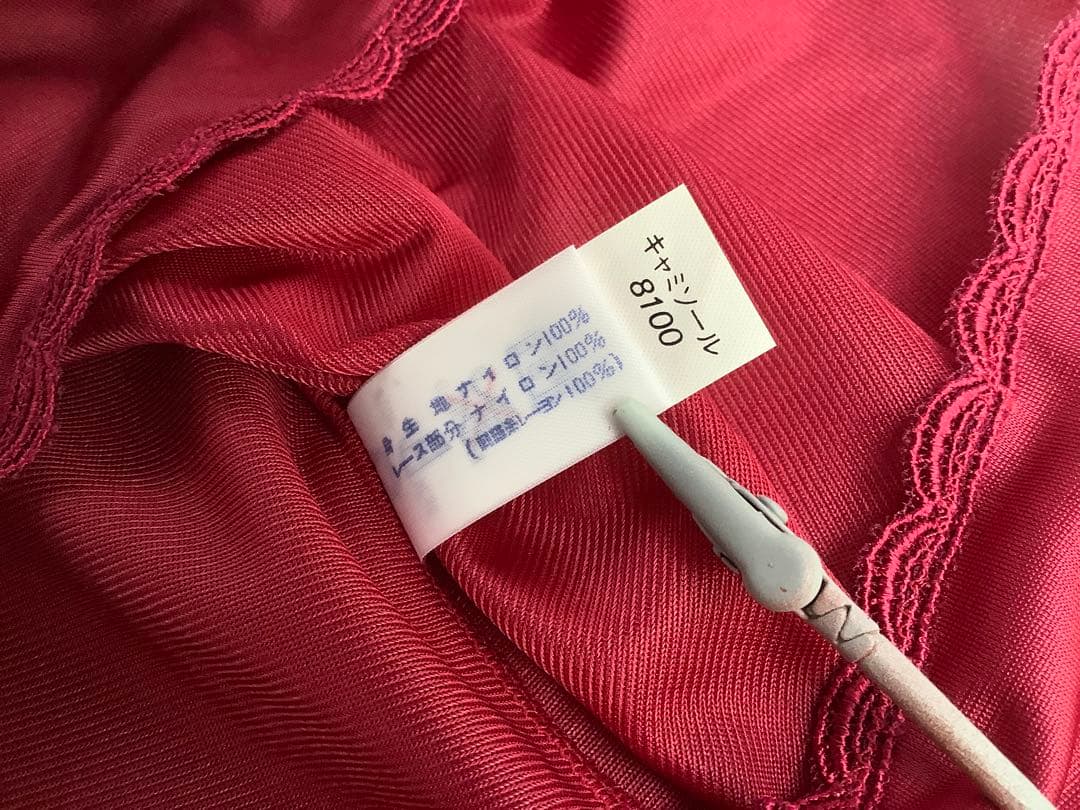 身生地ナイロン100%
レース部分ナイロン100%
レーヨン100%)
キャミソール
8100